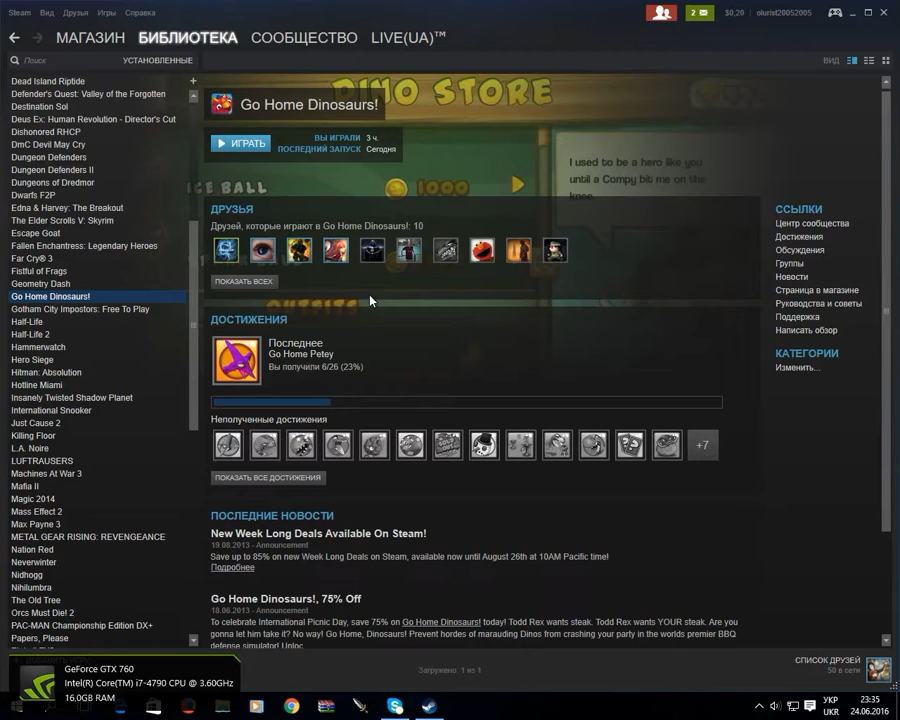 Steam Вид Друзья Игры Справка
2 $0,20 olurist20052005
МАГАЗИН БИБЛИОТЕКА СООБЩЕСТВО LIVE(UA)™
Поиск УСТАНОВЛЕННЫЕ ВИД
Dead Island Riptide
Defender's Quest: Valley of the Forgotten
Destination Sol
Deus Ex: Human Revolution - Director's Cut
Dishonored RHCP
DmC Devil May Cry
Dungeon Defenders
Dungeon Defenders II
Dungeons of Dredmor
Dwarfs F2P
Edna & Harvey: The Breakout
The Elder Scrolls V: Skyrim
Escape Goat
Fallen Enchantress: Legendary Heroes
Far Cry® 3
Fistful of Frags
Geometry Dash
Go Home Dinosaurs!
Gotham City Impostors: Free To Play
Half-Life
Half-Life 2
Hammerwatch
Hero Siege
Hitman: Absolution
Hotline Miami
Insanely Twisted Shadow Planet
International Snooker
Just Cause 2
Killing Floor
L.A. Noire
LUFTRAUSERS
Machines At War 3
Mafia II
Magic 2014
Mass Effect 2
Max Payne 3
METAL GEAR RISING: REVENGEANCE
Nation Red
Neverwinter
Nidhogg
Nihilumbra
The Old Tree
Orcs Must Die! 2
PAC-MAN Championship Edition DX+
Papers, Please
DINO STORE
Go Home Dinosaurs!
ИГРАТЬ
ВЫ ИГРАЛИ 3 ч.
ПОСЛЕДНИЙ ЗАПУСК Сегодня
ICE BALL 1000
I used to be a hero like you
until a Compy bit me on the
knee.
ДРУЗЬЯ
Друзей, которые играют в Go Home Dinosaurs!: 10
ПОКАЗАТЬ ВСЕХ
OUTFITS
ДОСТИЖЕНИЯ
Последнее
Go Home Petey
Вы получили 6/26 (23%)
Неполученные достижения
+7
ПОКАЗАТЬ ВСЕ ДОСТИЖЕНИЯ
ПОСЛЕДНИЕ НОВОСТИ
New Week Long Deals Available On Steam!
19.08.2013 - Announcement
Save up to 85% on new Week Long Deals on Steam, available now until August 26th at 10AM Pacific time!
Подробнее
Go Home Dinosaurs!, 75% Off
18.06.2013 - Announcement
To celebrate International Picnic Day, save 75% on Go Home Dinosaurs! today! Todd Rex wants steak. Todd Rex wants YOUR steak. Are you
gonna let him take it? No way! Go Home, Dinosaurs! Prevent hordes of marauding Dinos from crashing your party in the worlds premier BBQ
defense simulator! Unloc
ССЫЛКИ
Центр сообщества
Достижения
Обсуждения
Группы
Новости
Страница в магазине
Руководства и советы
Поддержка
Написать обзор
КАТЕГОРИИ
Изменить...
Загружено: 1 из 1
СПИСОК ДРУЗЕЙ
50 в сети
GeForce GTX 760
Intel(R) Core(TM) i7-4790 CPU @ 3.60GHz
16,0GB RAM
УКР
UKR
23:35
24.06.2016